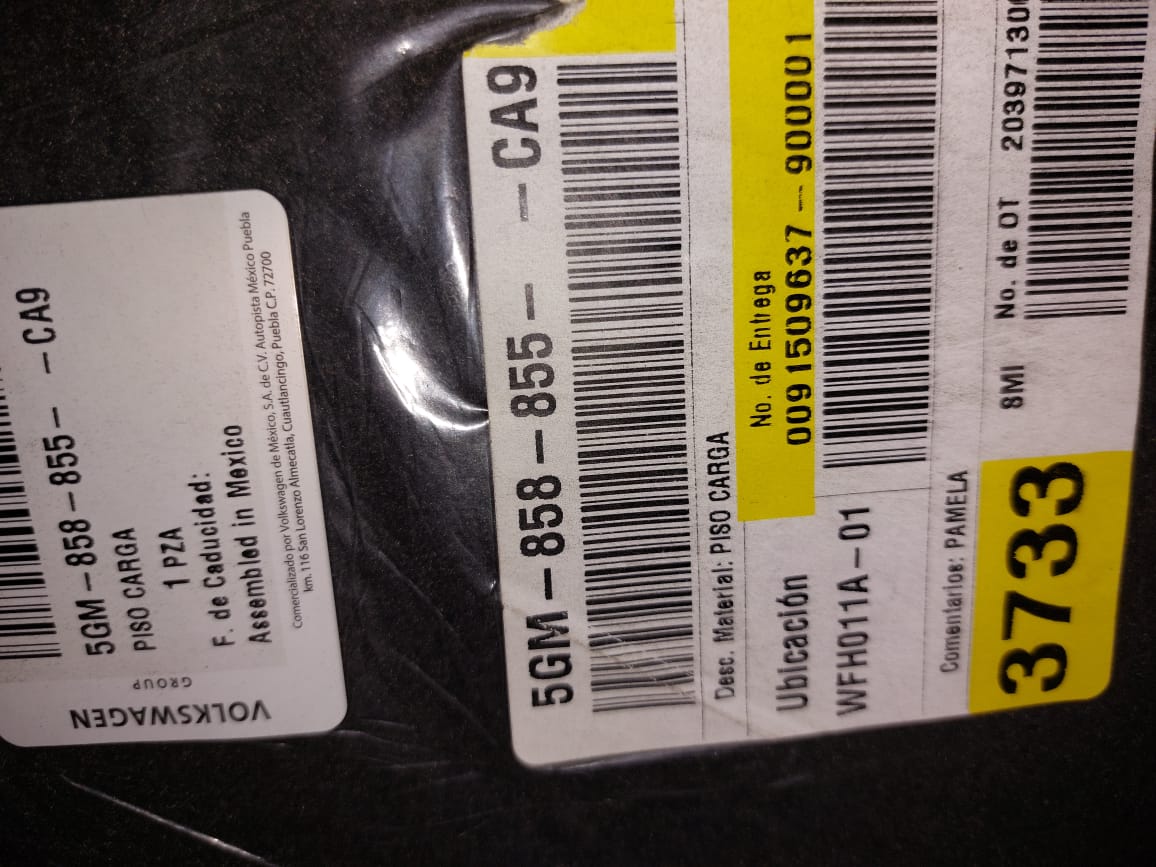 5GM-858-855- -CA9
PISO CARGA
1 PZA
F. de Caducidad:
Assembled in Mexico
Comercializado por Volkswagen de México, S.A. de C.V. Autopista México Puebla
km. 116 San Lorenzo Almecatla, Cuautlancingo, Puebla C.P. 72700
VOLKSWAGEN
GROUP
5GM-858-855- -CA9
Desc. Material: PISO CARGA
No. de Entrega
0091509637 - 900001
Ubicación
WFH011A-01
Comentarios: PAMELA
8MI No. de OT 203971300
3733